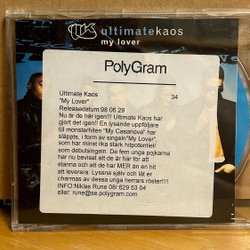 ultimatekaos
my lover
PolyGram
Ultimate Kaos
34
"My Lover"
Releasedatum:98 06 29
Nu är de här igen!!! Ultimate Kaos har
gjort det igen!! En lysande uppföljare
till monsterhiten "My Casanova" har
släppts, i form av singeln"My Lover"
som har minst lika stark hitpotentiel!
som debutsingeln. De fem unga pojkarna
har nu bevisat att de är här för att
stanna och att de har MER än en hit
att leverera. Lyssna självi och låt er
charmas av dessa unga herrars röster!!!!
INFO:Niklas Rune 08/ 629 53 94
eller: rune@se.polygram.com